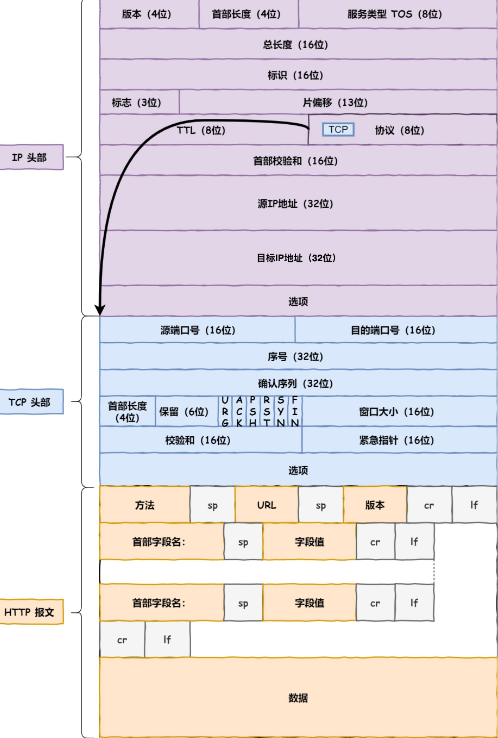 版本（4位） 首部长度（4位） 服务类型 TOS（8位）
总长度（16位）
标识（16位）
标志（3位） 片偏移（13位）
TTL（8位） TCP 协议（8位）
IP 头部
首部校验和（16位）
源IP地址（32位）
目标IP地址（32位）
选项
源端口号（16位） 目的端口号（16位）
序号（32位）
确认序列（32位）
TCP 头部
首部长度（4位） 保留（6位） URG ACK PSH RST SYN FIN 窗口大小（16位）
校验和（16位） 紧急指针（16位）
选项
方法 sp URL sp 版本 cr lf
首部字段名： sp 字段值 cr lf
HTTP 报文
首部字段名： sp 字段值 cr lf
cr lf
数据